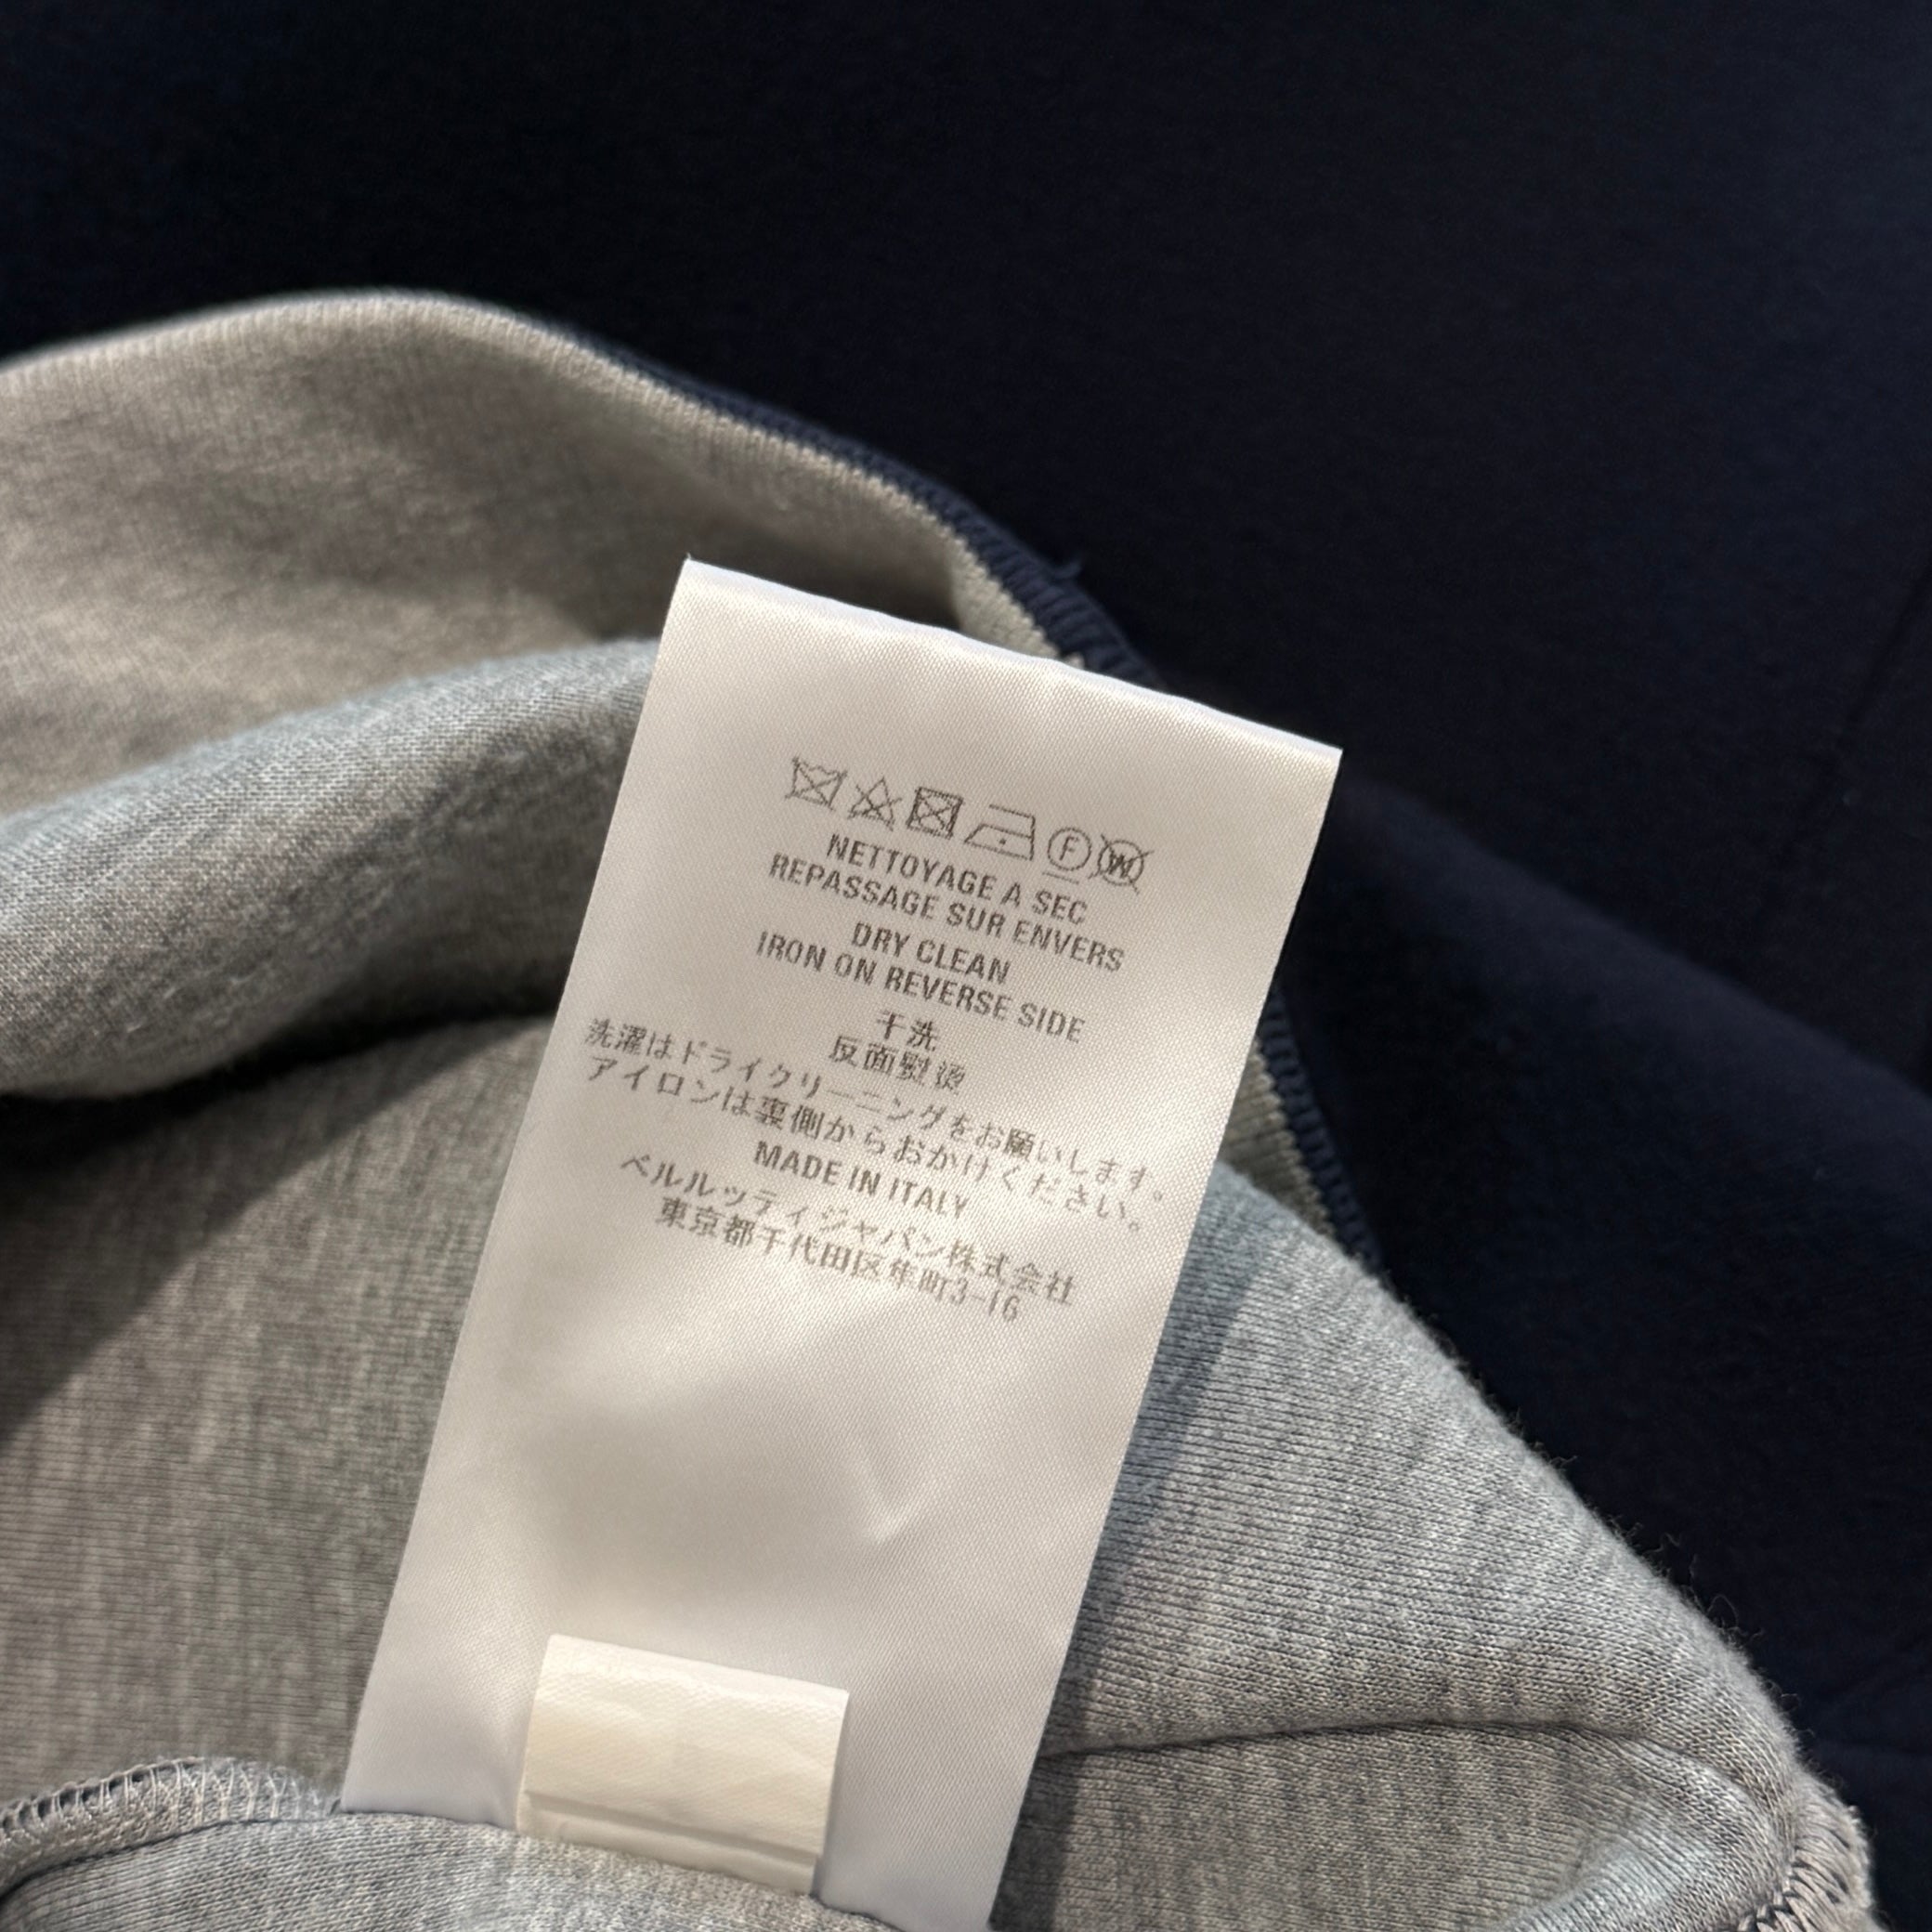 F W
NETTOYAGE A SEC
REPASSAGE SUR ENVERS
DRY CLEAN
IRON ON REVERSE SIDE
干洗
反面熨烫
洗濯はドライクリーニングをお願いします。
アイロンは裏側からおかけください。
MADE IN ITALY
ベルルッティジャパン株式会社
東京都千代田区隼町3-16